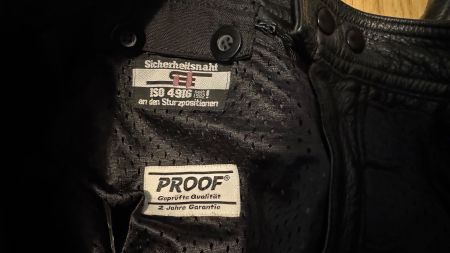 Sicherheitsnaht
ISO 4916
an den Sturzpositionen
PROOF®
Geprüfte Qualität
2 Jahre Garantie